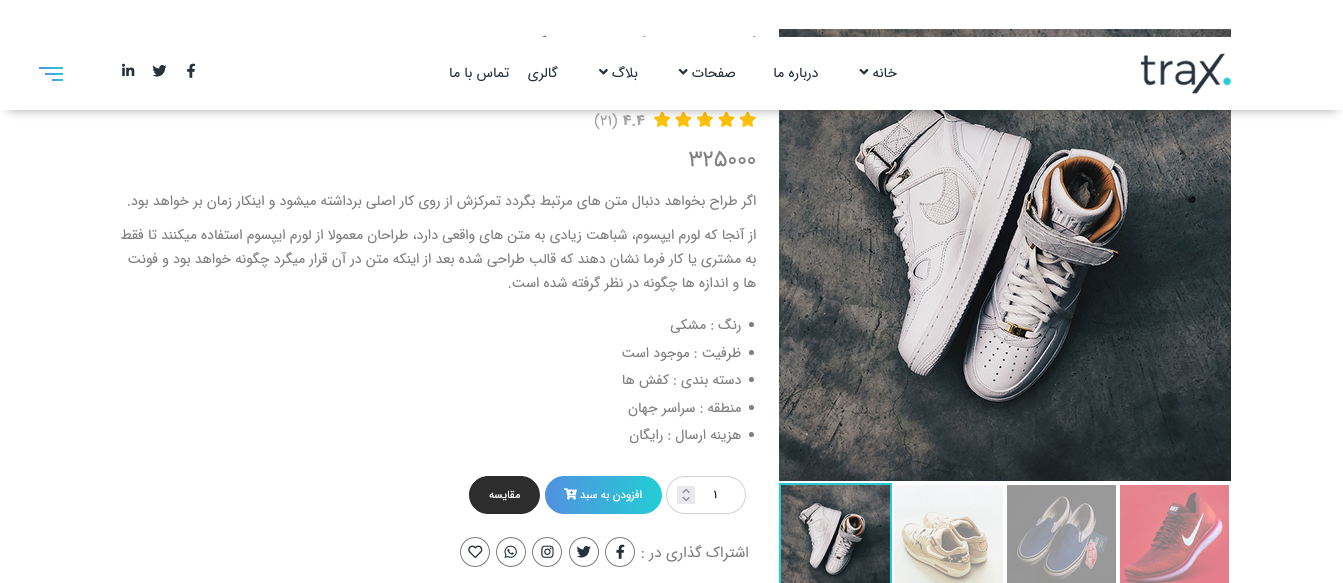 trax.
خانه
درباره ما
صفحات
بلاگ
گالری
تماس با ما
۴.۴ (۲۱)
۳۲۵۰۰۰
اگر طراح بخواهد دنبال متن های مرتبط بگردد تمرکزش از روی کار اصلی برداشته میشود و اینکار زمان بر خواهد بود.
از آنجا که لورم ایپسوم، شباهت زیادی به متن های واقعی دارد، طراحان معمولا از لورم ایپسوم استفاده میکنند تا فقط
به مشتری یا کار فرما نشان دهند که قالب طراحی شده بعد از اینکه متن در آن قرار میگرد چگونه خواهد بود و فونت
ها و اندازه ها چگونه در نظر گرفته شده است.
رنگ : مشکی
ظرفیت : موجود است
دسته بندی : کفش ها
منطقه : سراسر جهان
هزینه ارسال : رایگان
۱
افزودن به سبد
مقایسه
اشتراک گذاری در :